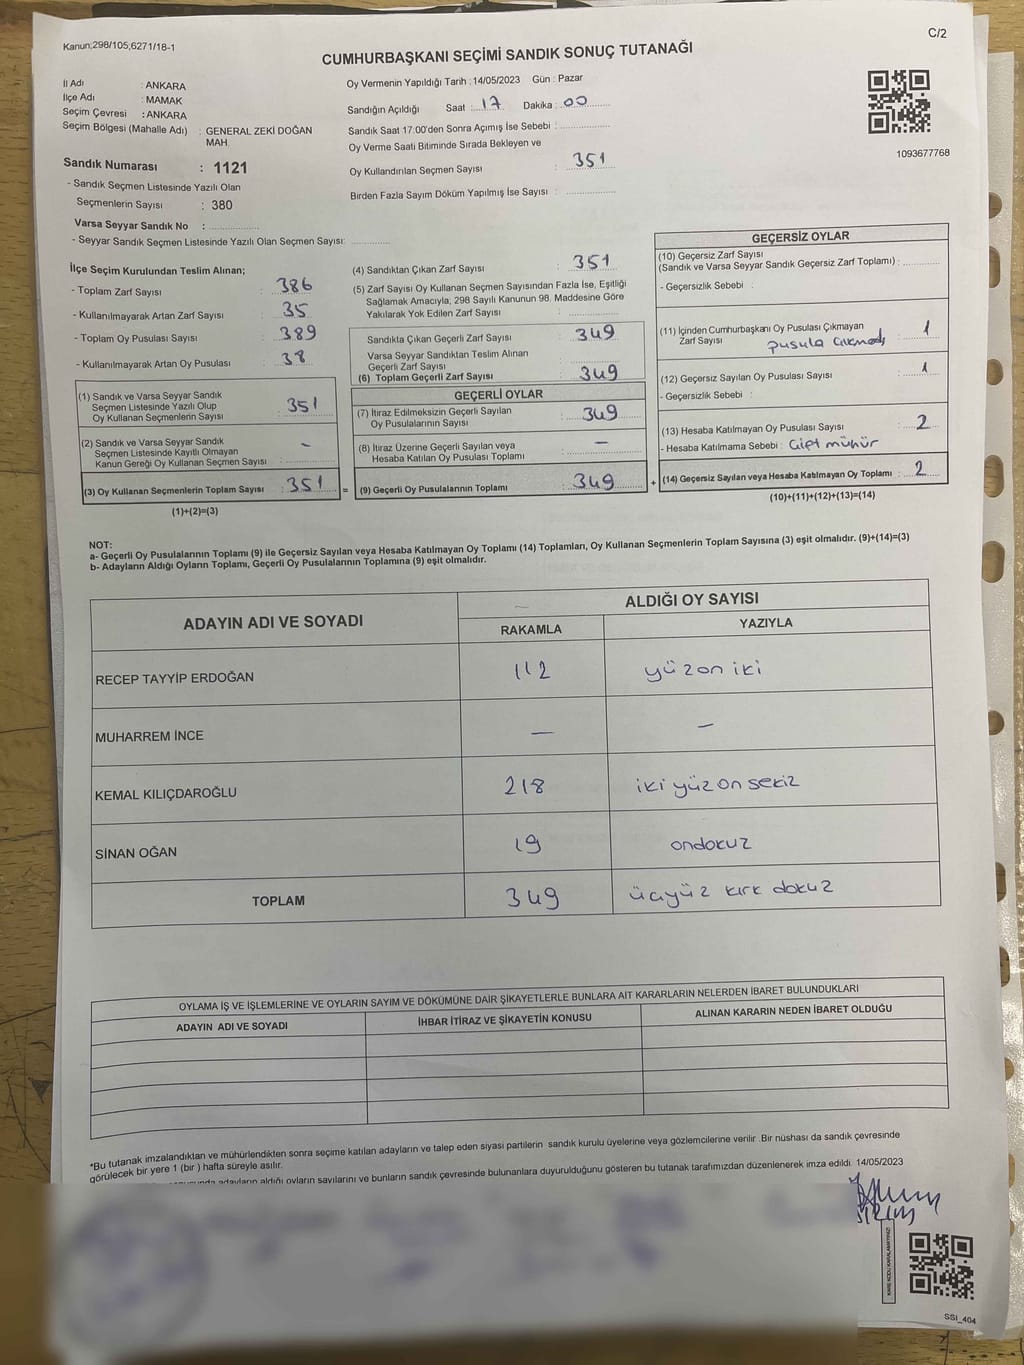 Kanun;298/105;6271/18-1
C/2
CUMHURBAŞKANI SEÇİMİ SANDIK SONUÇ TUTANAĞI
İl Adı : ANKARA
İlçe Adı : MAMAK
Seçim Çevresi : ANKARA
Seçim Bölgesi (Mahalle Adı) : GENERAL ZEKİ DOĞAN
MAH.
Sandık Numarası : 1121
- Sandık Seçmen Listesinde Yazılı Olan
Seçmenlerin Sayısı : 380
Varsa Seyyar Sandık No :
- Seyyar Sandık Seçmen Listesinde Yazılı Olan Seçmen Sayısı:
Oy Vermenin Yapıldığı Tarih : 14/05/2023 Gün : Pazar
Sandığın Açıldığı Saat : 17 Dakika : 00
Sandık Saat 17:00'den Sonra Açımış İse Sebebi :
Oy Verme Saati Bitiminde Sırada Bekleyen ve
Oy Kullandırılan Seçmen Sayısı : 351
Birden Fazla Sayım Döküm Yapılmış İse Sayısı :
1093677768
İlçe Seçim Kurulundan Teslim Alınan;
- Toplam Zarf Sayısı : 386
- Kullanılmayarak Artan Zarf Sayısı : 35
- Toplam Oy Pusulası Sayısı : 389
- Kullanılmayarak Artan Oy Pusulası : 38
(1) Sandık ve Varsa Seyyar Sandık
Seçmen Listesinde Yazılı Olup
Oy Kullanan Seçmenlerin Sayısı : 351
(2) Sandık ve Varsa Seyyar Sandık
Seçmen Listesinde Kayıtlı Olmayan
Kanun Gereği Oy Kullanan Seçmen Sayısı : -
(3) Oy Kullanan Seçmenlerin Toplam Sayısı : 351 =
(1)+(2)=(3)
(4) Sandıktan Çıkan Zarf Sayısı : 351
(5) Zarf Sayısı Oy Kullanan Seçmen Sayısından Fazla İse, Eşitliği
Sağlamak Amacıyla; 298 Sayılı Kanunun 98. Maddesine Göre
Yakılarak Yok Edilen Zarf Sayısı :
Sandıkta Çıkan Geçerli Zarf Sayısı : 349
Varsa Seyyar Sandıktan Teslim Alınan
Geçerli Zarf Sayısı :
(6) Toplam Geçerli Zarf Sayısı : 349
GEÇERLİ OYLAR
(7) İtiraz Edilmeksizin Geçerli Sayılan
Oy Pusulalarının Sayısı : 349
(8) İtiraz Üzerine Geçerli Sayılan veya
Hesaba Katılan Oy Pusulası Toplamı : —
(9) Geçerli Oy Pusulalarının Toplamı : 349 +
GEÇERSİZ OYLAR
(10) Geçersiz Zarf Sayısı
(Sandık ve Varsa Seyyar Sandık Geçersiz Zarf Toplamı) :
- Geçersizlik Sebebi :
(11) İçinden Cumhurbaşkanı Oy Pusulası Çıkmayan
Zarf Sayısı : 1
pusula çıkmadı
(12) Geçersiz Sayılan Oy Pusulası Sayısı : 1
- Geçersizlik Sebebi :
(13) Hesaba Katılmayan Oy Pusulası Sayısı : 2
- Hesaba Katılmama Sebebi : Çift mühür
(14) Geçersiz Sayılan veya Hesaba Katılmayan Oy Toplamı : 2
(10)+(11)+(12)+(13)=(14)
NOT:
a- Geçerli Oy Pusulalarının Toplamı (9) ile Geçersiz Sayılan veya Hesaba Katılmayan Oy Toplamı (14) Toplamları, Oy Kullanan Seçmenlerin Toplam Sayısına (3) eşit olmalıdır. (9)+(14)=(3)
b- Adayların Aldığı Oyların Toplamı, Geçerli Oy Pusulalarının Toplamına (9) eşit olmalıdır.
ADAYIN ADI VE SOYADI
ALDIĞI OY SAYISI
RAKAMLA YAZIYLA
RECEP TAYYİP ERDOĞAN 112 yüzon iki
MUHARREM İNCE — —
KEMAL KILIÇDAROĞLU 218 iki yüz on sekiz
SİNAN OĞAN 19 ondokuz
TOPLAM 349 üçyüz kırk dokuz
OYLAMA İŞ VE İŞLEMLERİNE VE OYLARIN SAYIM VE DÖKÜMÜNE DAİR ŞİKAYETLERLE BUNLARA AİT KARARLARIN NELERDEN İBARET BULUNDUKLARI
ADAYIN ADI VE SOYADI İHBAR İTİRAZ VE ŞİKAYETİN KONUSU ALINAN KARARIN NEDEN İBARET OLDUĞU
*Bu tutanak imzalandıktan ve mühürlendikten sonra seçime katılan adayların ve talep eden siyasi partilerin sandık kurulu üyelerine veya gözlemcilerine verilir .Bir nüshası da sandık çevresinde
görülecek bir yere 1 (bir ) hafta süreyle asılır.
adayların aldığı oyların sayılarını ve bunların sandık çevresinde bulunanlara duyurulduğunu gösteren bu tutanak tarafımızdan düzenlenerek imza edildi. 14/05/2023
KARE KODU KARALAMAYINIZ!
SSI_404